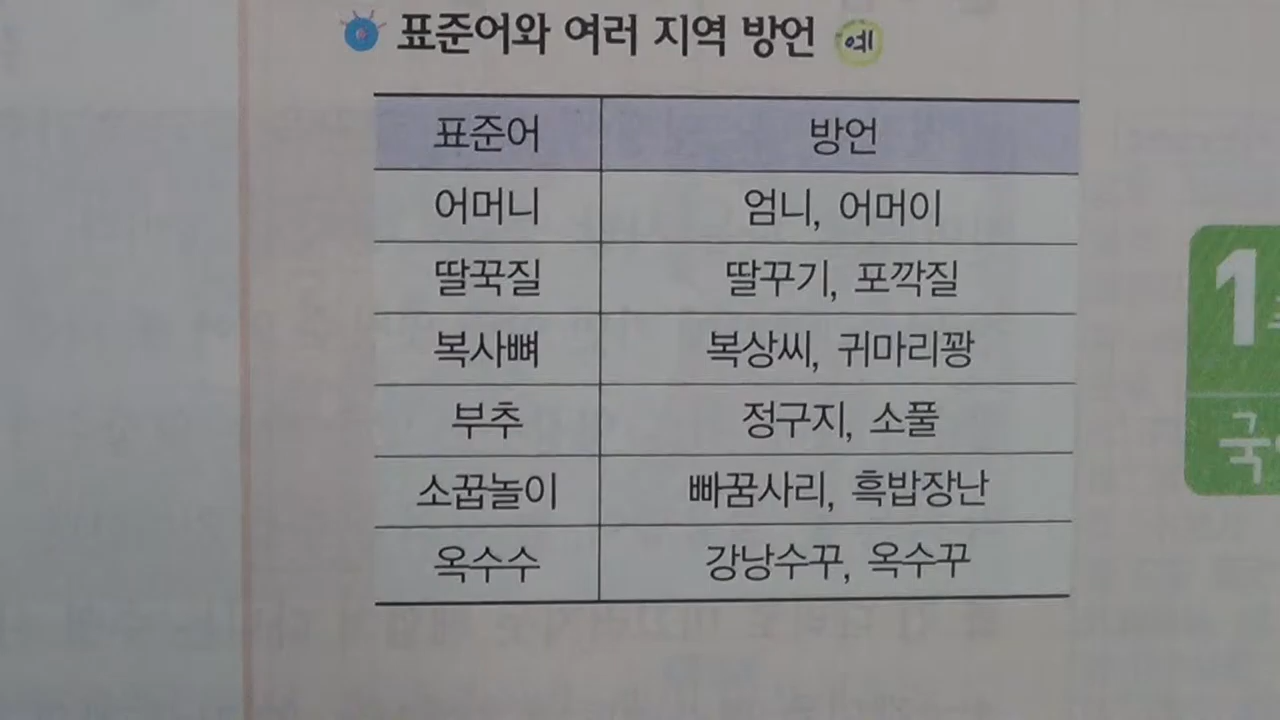 표준어와 여러 지역 방언 예
표준어 방언
어머니 엄니, 어머이
딸꾹질 딸꾸기, 포깍질
복사뼈 복상씨, 귀마리꽝
부추 정구지, 소풀
소꿉놀이 빠꿈사리, 흑밥장난
옥수수 강낭수꾸, 옥수꾸
1
국